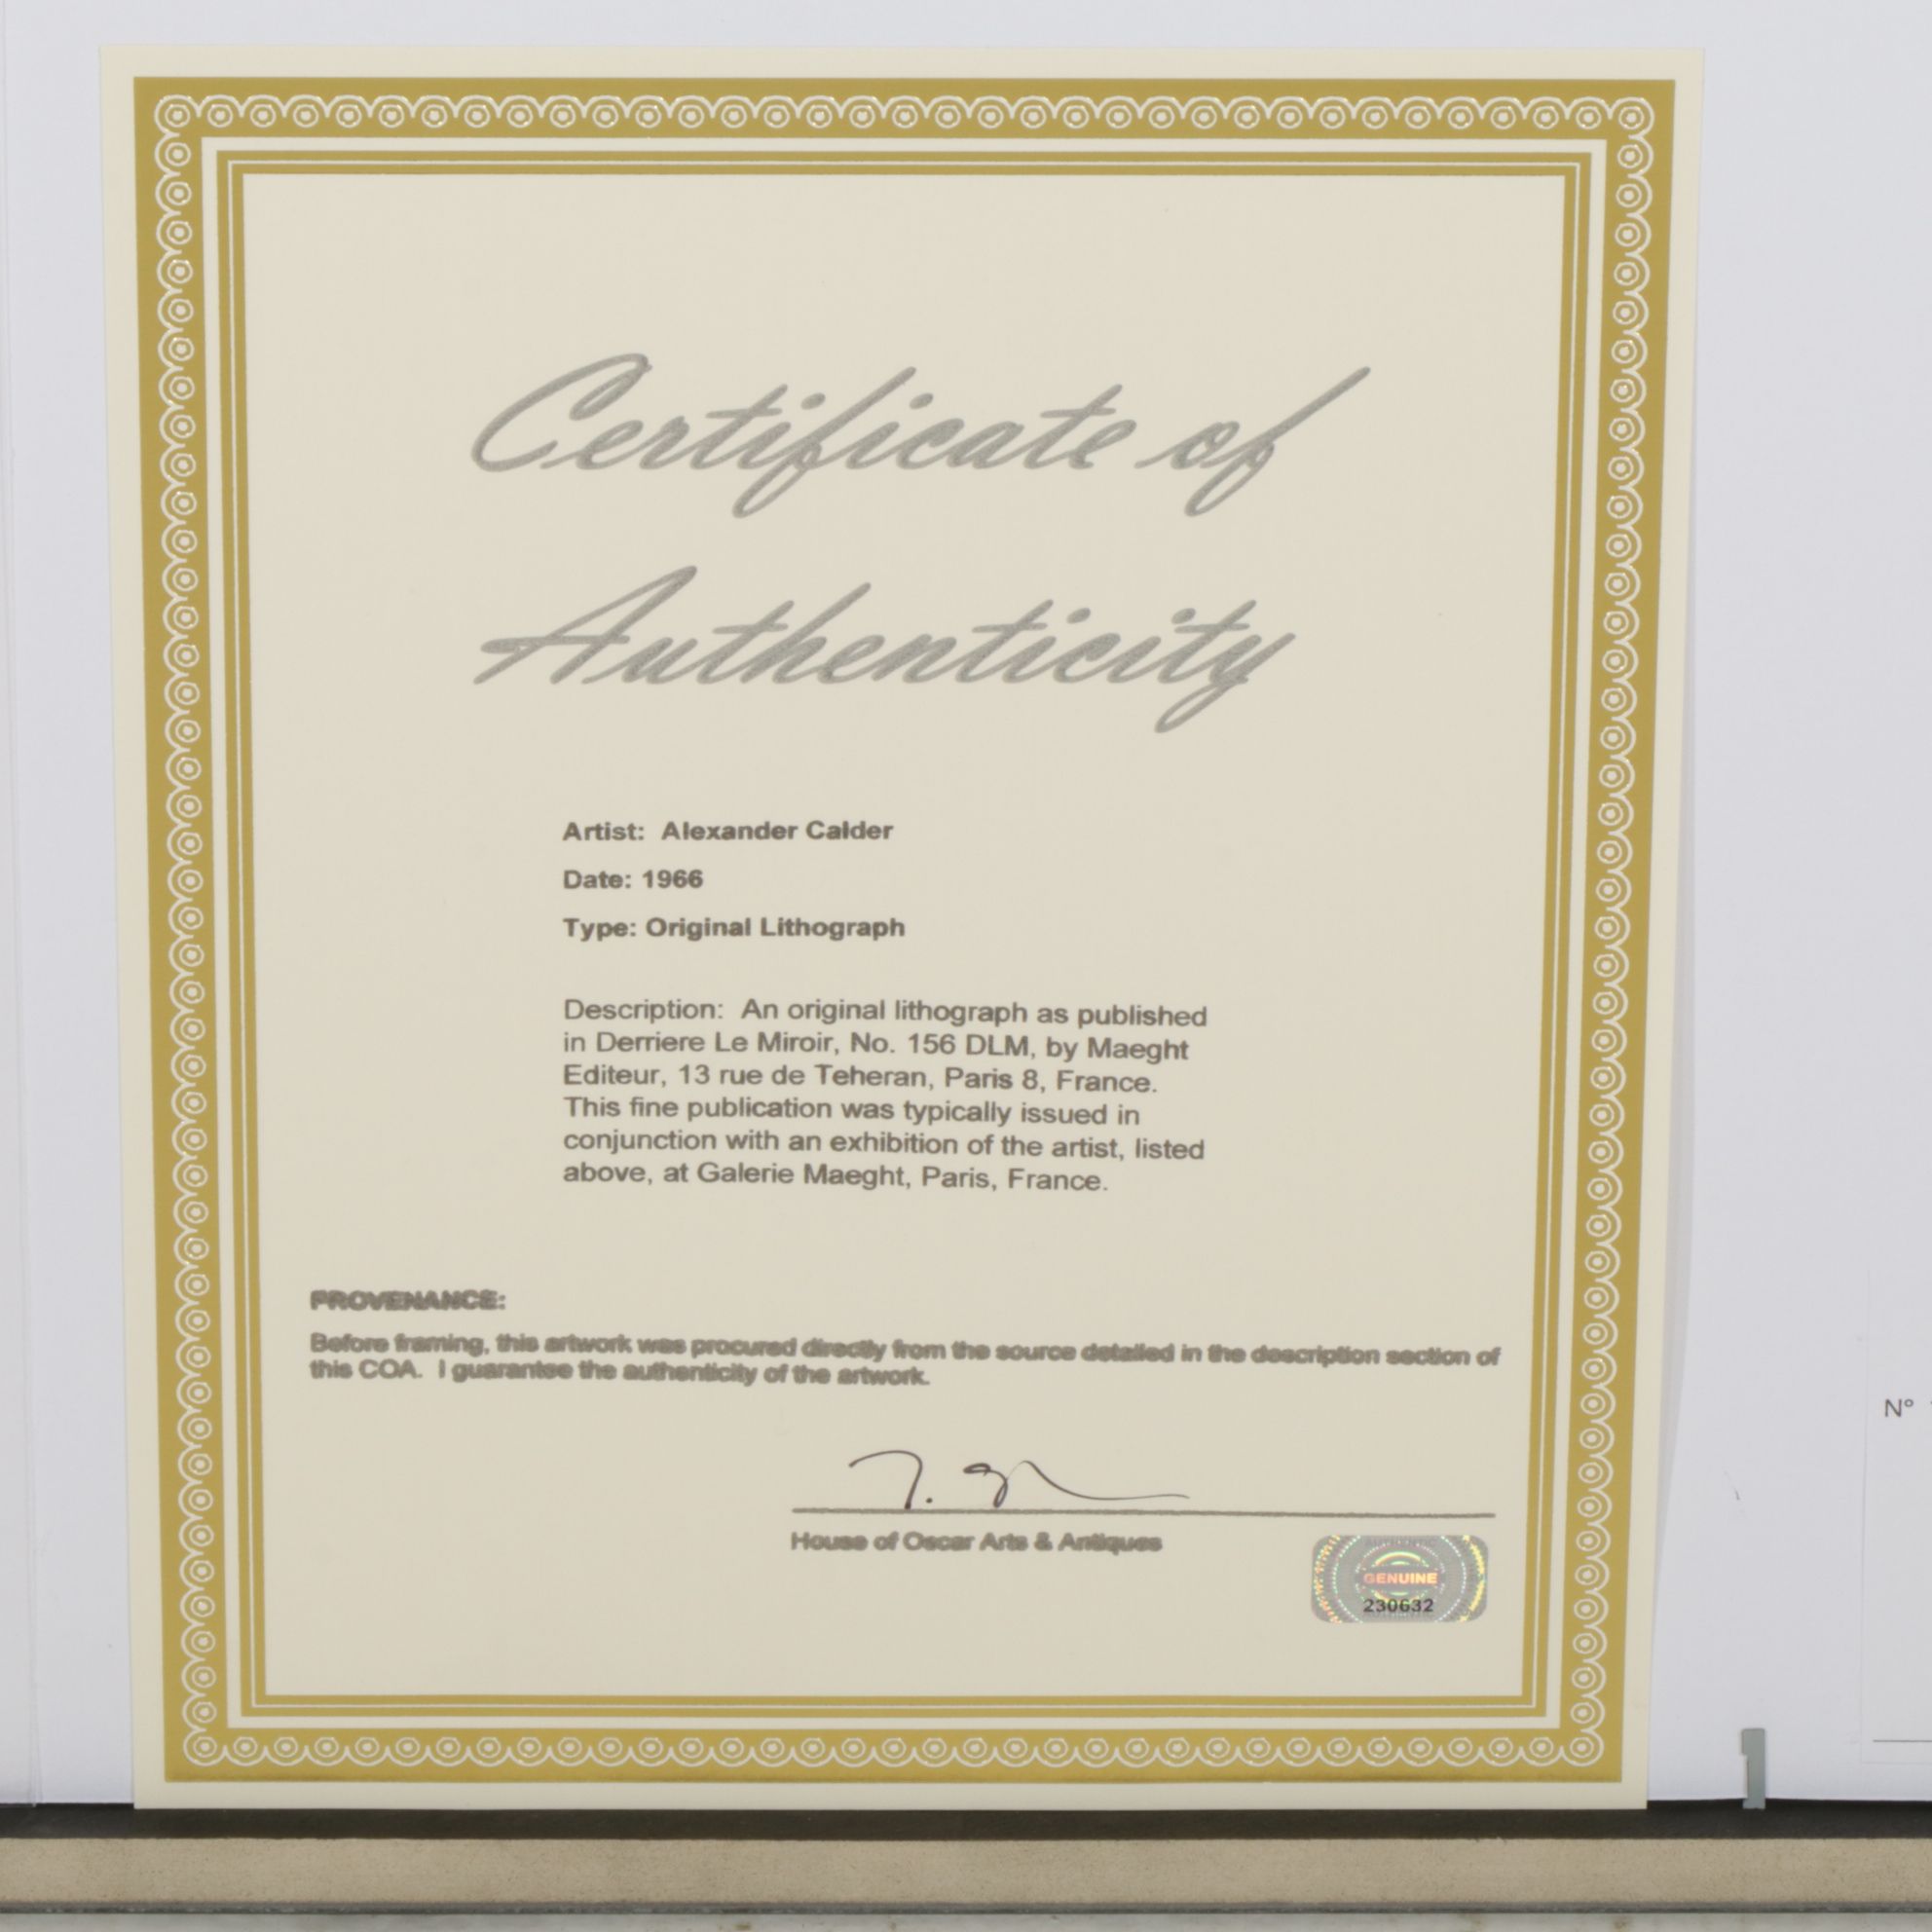 Certificate of
Authenticity
Artist: Alexander Calder
Date: 1966
Type: Original Lithograph
Description: An original lithograph as published
in Derriere Le Miroir, No. 156 DLM, by Maeght
Editeur, 13 rue de Teheran, Paris 8, France.
This fine publication was typically issued in
conjunction with an exhibition of the artist, listed
above, at Galerie Maeght, Paris, France.
PROVENANCE:
Before framing, this artwork was procured directly from the source detailed in the description section of
this COA. I guarantee the authenticity of the artwork.
House of Oscar Arts & Antiques
GENUINE
230632
N°